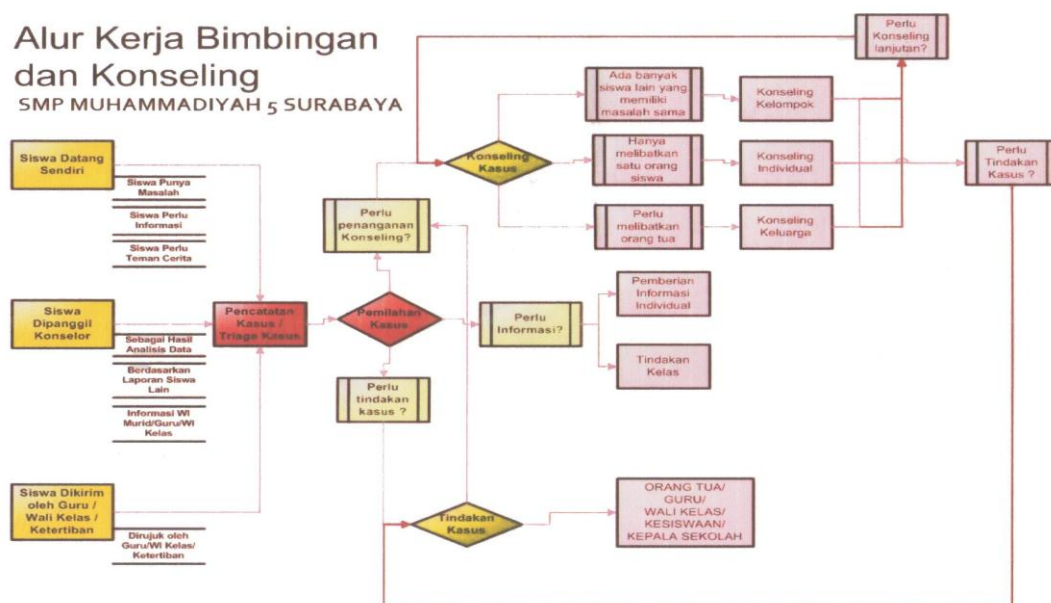 Alur Kerja Bimbingan
dan Konseling
SMP MUHAMMADIYAH 5 SURABAYA
Perlu
Konseling
lanjutan?
Ada banyak
siswa lain yang
memiliki
masalah sama
Konseling
Kelompok
Siswa Datang
Sendiri
Siswa Punya
Masalah
Siswa Perlu
Informasi
Siswa Perlu
Teman Cerita
Konseling
Kasus
Hanya
melibatkan
satu orang
siswa
Konseling
Individual
Perlu
Tindakan
Kasus ?
Perlu
penanganan
Konseling?
Perlu
melibatkan
orang tua
Konseling
Keluarga
Siswa
Dipanggil
Konselor
Sebagai Hasil
Analisis Data
Berdasarkan
Laporan Siswa
Lain
Informasi WI
Murid/Guru/WI
Kelas
Pencatatan
Kasus /
Triage Kasus
Pemilahan
Kasus
Perlu
Informasi?
Pemberian
Informasi
Individual
Tindakan
Kelas
Perlu
tindakan
kasus ?
Siswa Dikirim
oleh Guru /
Wali Kelas /
Ketertiban
Dirujuk oleh
Guru/WI Kelas/
Ketertiban
Tindakan
Kasus
ORANG TUA/
GURU/
WALI KELAS/
KESISWAAN/
KEPALA SEKOLAH